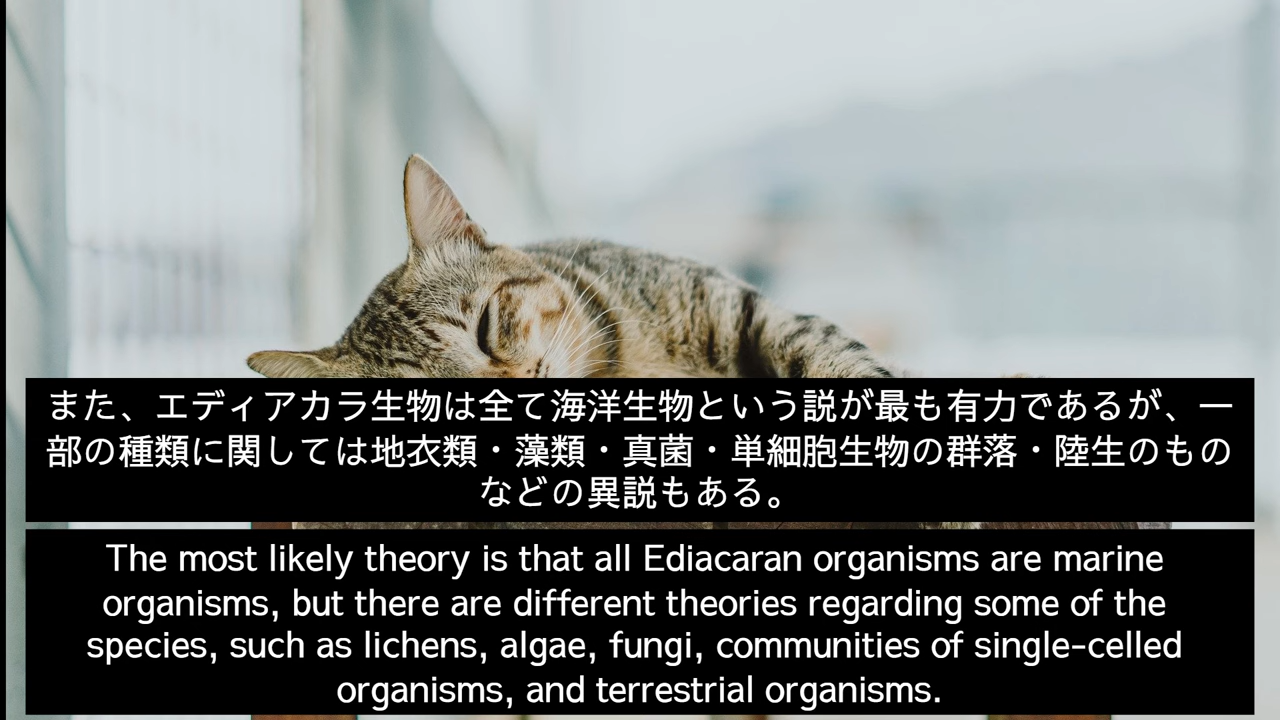 また、エディアカラ生物は全て海洋生物という説が最も有力であるが、一
部の種類に関しては地衣類・藻類・真菌・単細胞生物の群落・陸生のもの
などの異説もある。
The most likely theory is that all Ediacaran organisms are marine
organisms, but there are different theories regarding some of the
species, such as lichens, algae, fungi, communities of single-celled
organisms, and terrestrial organisms.